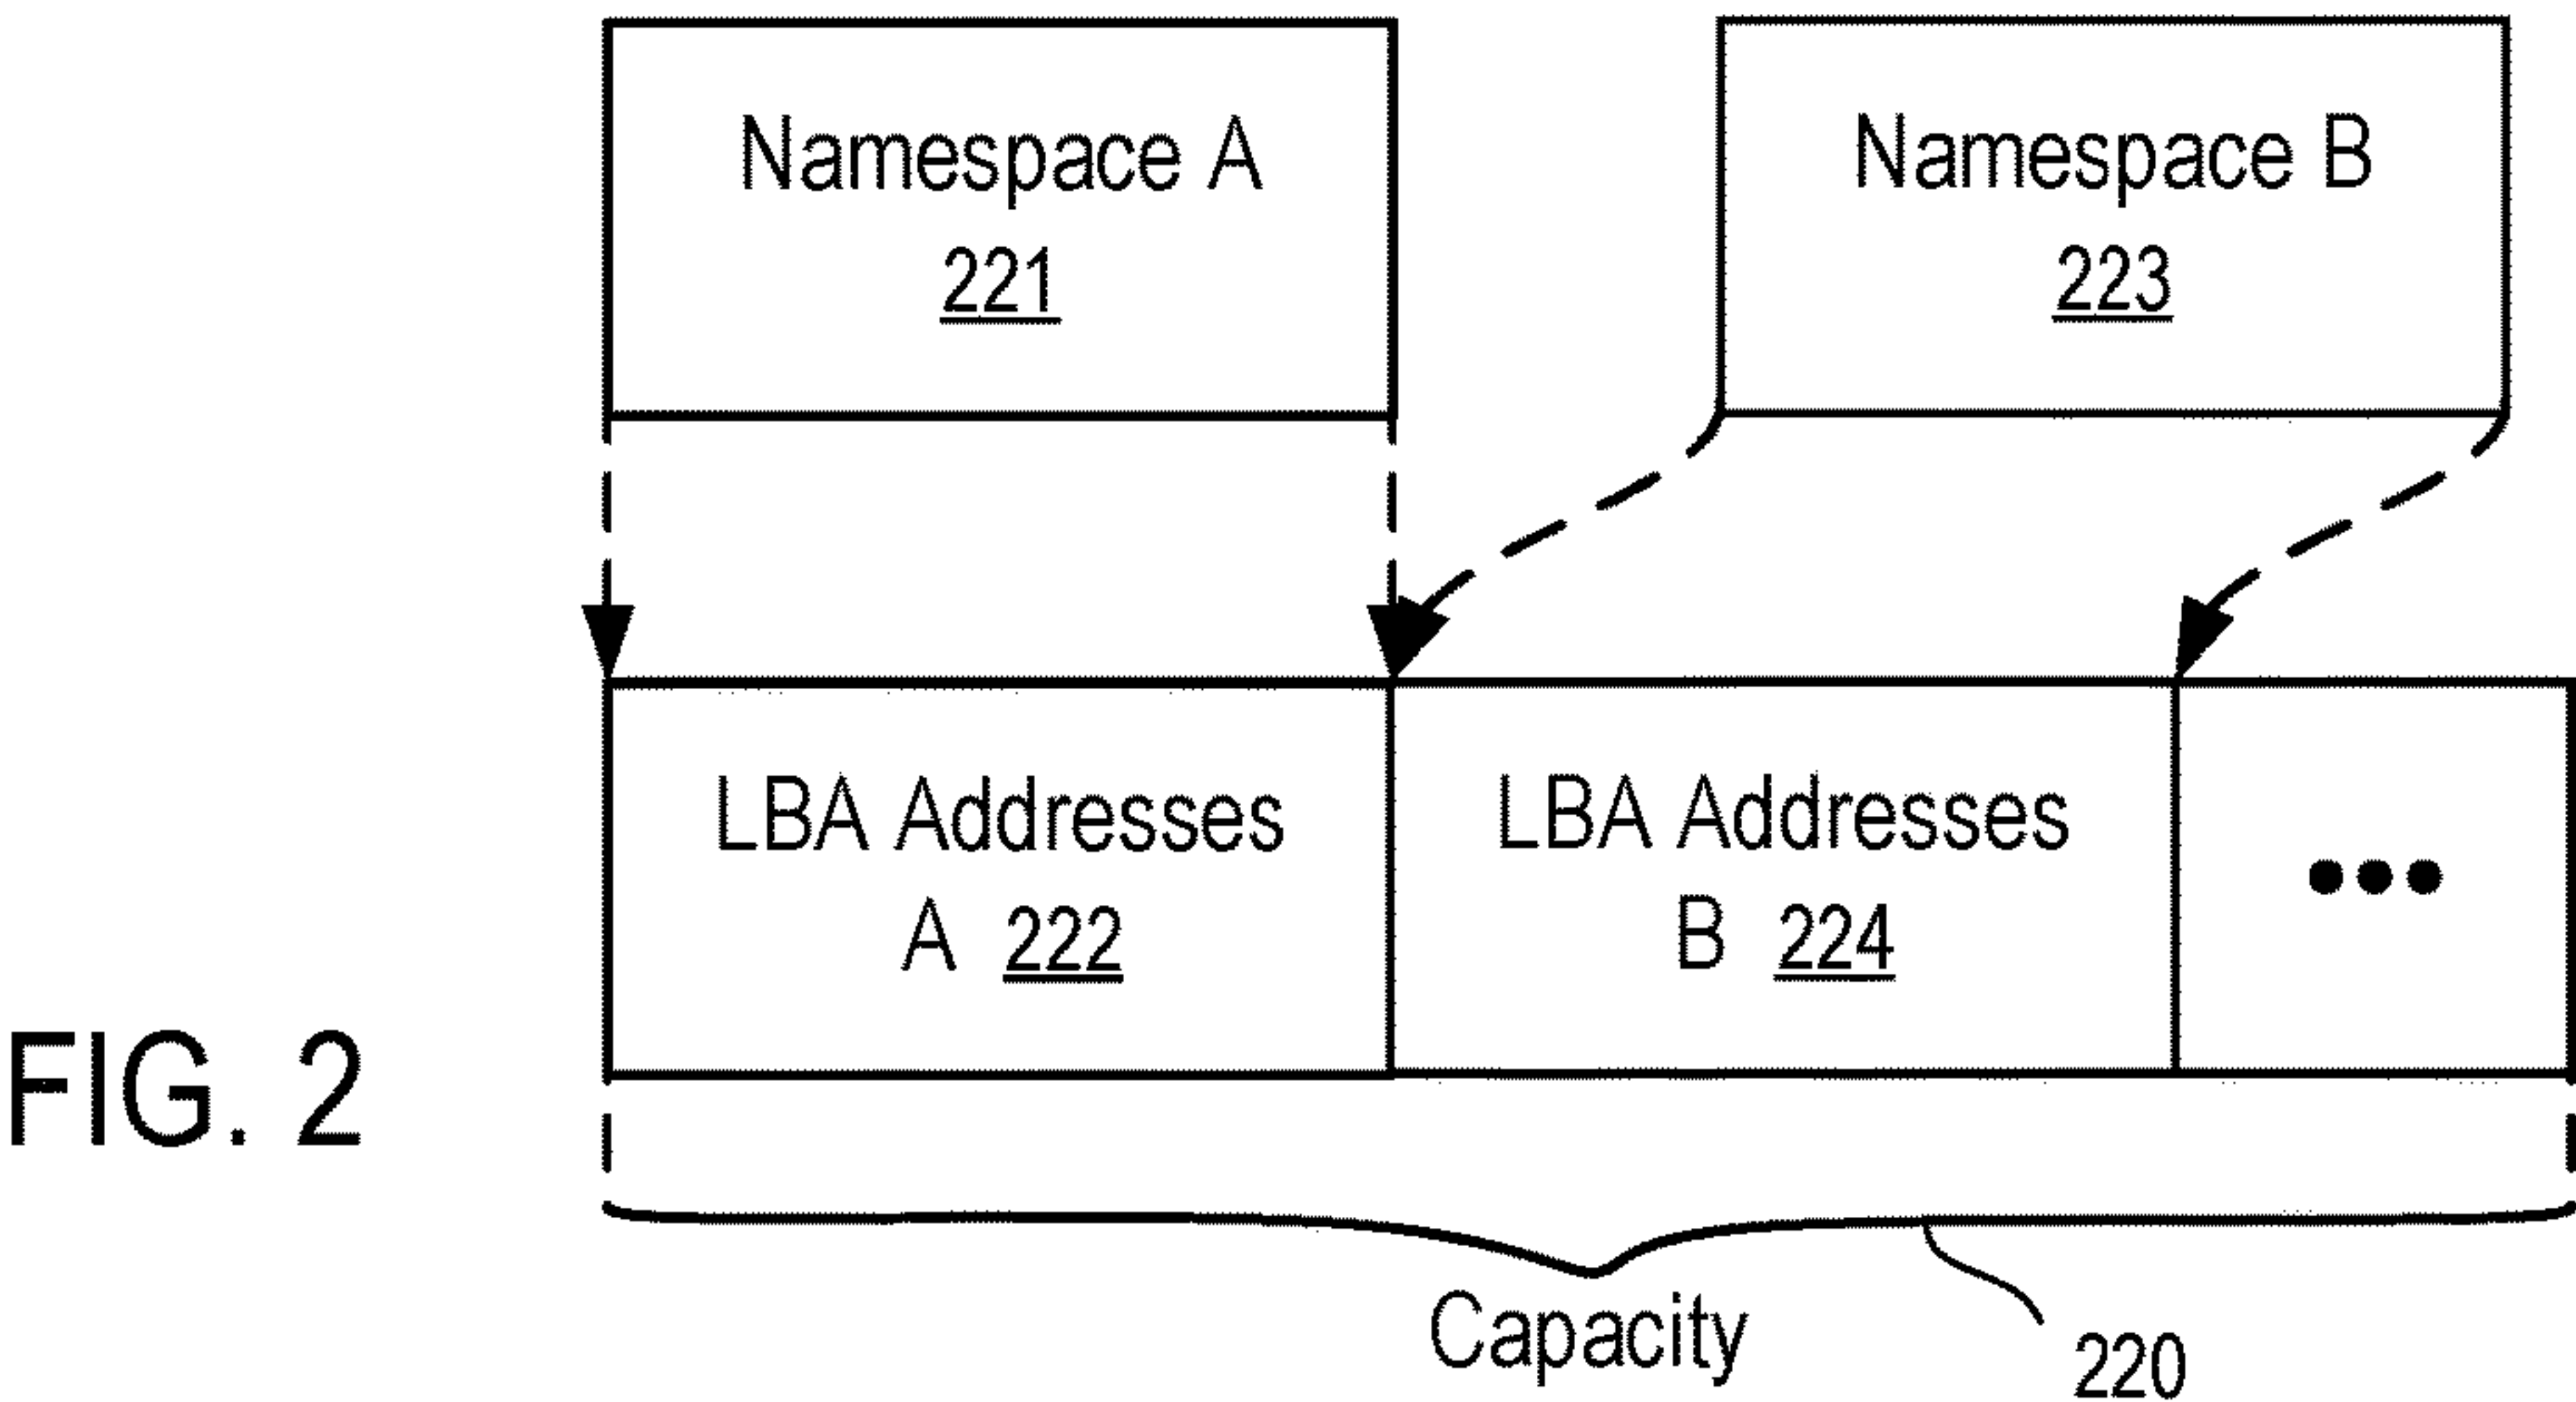 Namespace A
221
Namespace B
223
LBA Addresses
A 222
LBA Addresses
B 224
•••
FIG. 2
Capacity
220